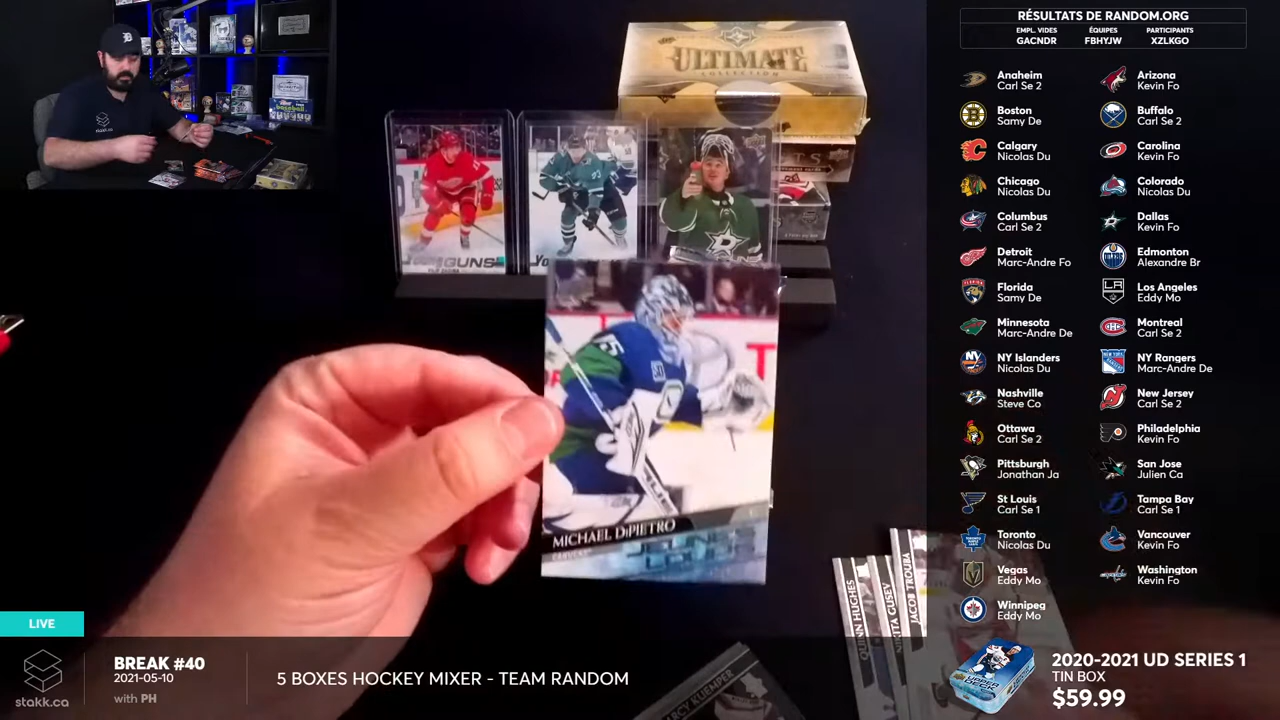 RÉSULTATS DE RANDOM.ORG
EMPL. VIDES
GACNDR
ÉQUIPES
FBHYJW
PARTICIPANTS
XZLKGO
Anaheim
Carl Se 2
Arizona
Kevin Fo
Boston
Samy De
Buffalo
Carl Se 2
Calgary
Nicolas Du
Carolina
Kevin Fo
Chicago
Nicolas Du
Colorado
Nicolas Du
Columbus
Carl Se 2
Dallas
Kevin Fo
Detroit
Marc-Andre Fo
Edmonton
Alexandre Br
Florida
Samy De
Los Angeles
Eddy Mo
Minnesota
Marc-Andre De
Montreal
Carl Se 2
NY Islanders
Nicolas Du
NY Rangers
Marc-Andre De
Nashville
Steve Co
New Jersey
Carl Se 2
Ottawa
Carl Se 2
Philadelphia
Kevin Fo
Pittsburgh
Jonathan Ja
San Jose
Julien Ca
St Louis
Carl Se 1
Tampa Bay
Carl Se 1
Toronto
Nicolas Du
Vancouver
Kevin Fo
Vegas
Eddy Mo
Washington
Kevin Fo
Winnipeg
Eddy Mo
ULTIMATE
COLLECTION
GUNS
MICHAEL DiPIETRO
QUINN HUGHES
NIKITA GUSEV
JACOB TROUBA
DARCY KUEMPER
LIVE
stakk.ca
BREAK #40
2021-05-10
with PH
5 BOXES HOCKEY MIXER - TEAM RANDOM
2020-2021 UD SERIES 1
TIN BOX
$59.99